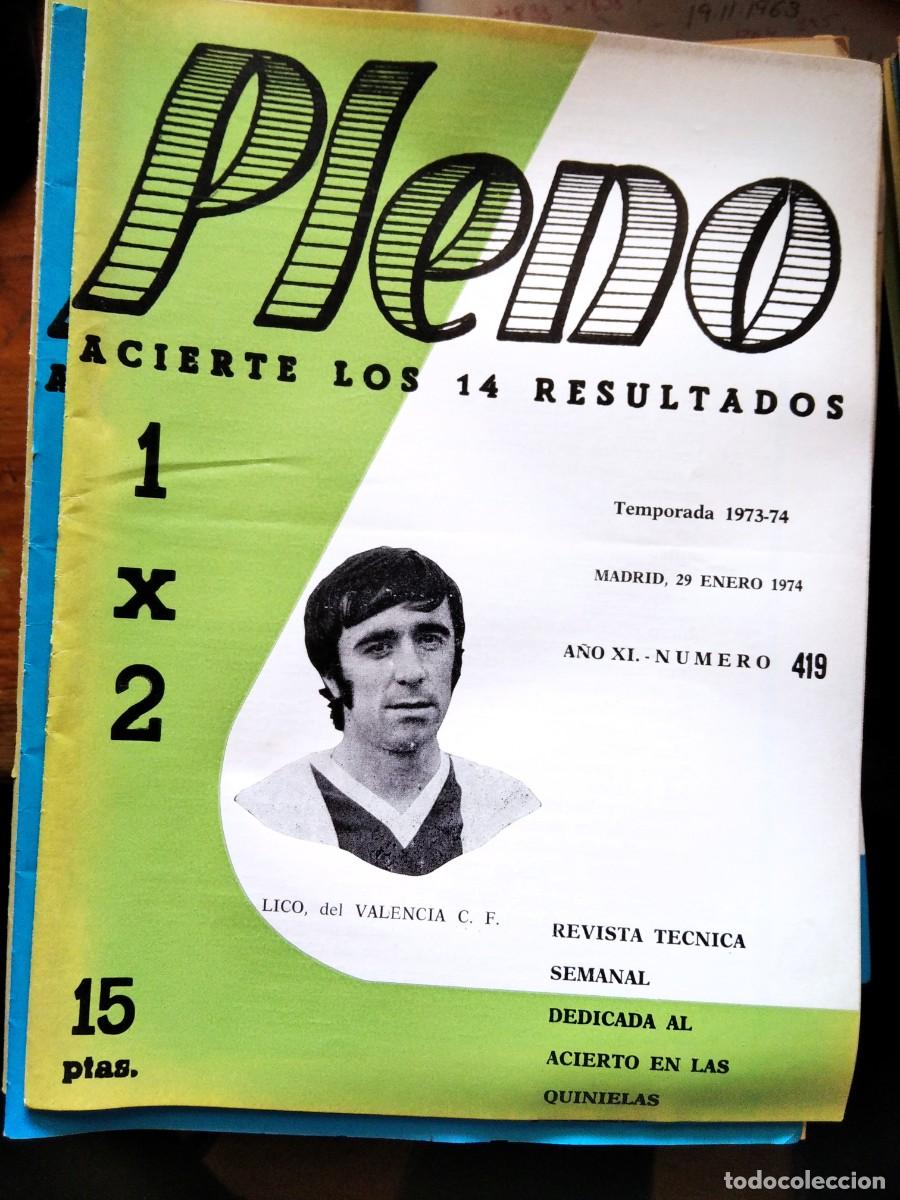 19.11.1963
Pleno
ACIERTE LOS 14 RESULTADOS
1
x
2
Temporada 1973-74
MADRID, 29 ENERO 1974
AÑO XI.-NUMERO 419
LICO, del VALENCIA C. F.
REVISTA TECNICA
SEMANAL
DEDICADA AL
ACIERTO EN LAS
QUINIELAS
15
ptas.
todocoleccion